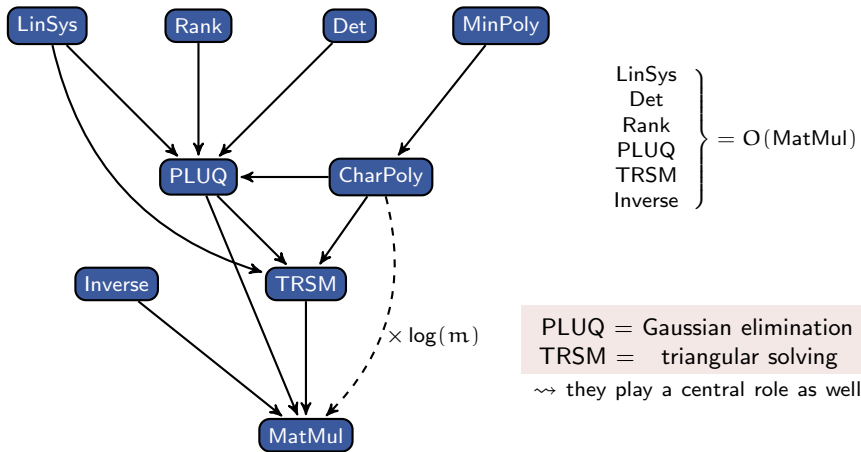 LinSys
Rank
Det
MinPoly
PLUQ
CharPoly
Inverse
TRSM
× log(m)
MatMul
LinSys
Det
Rank
PLUQ
TRSM
Inverse
= O(MatMul)
PLUQ = Gaussian elimination
TRSM = triangular solving
⇝ they play a central role as well